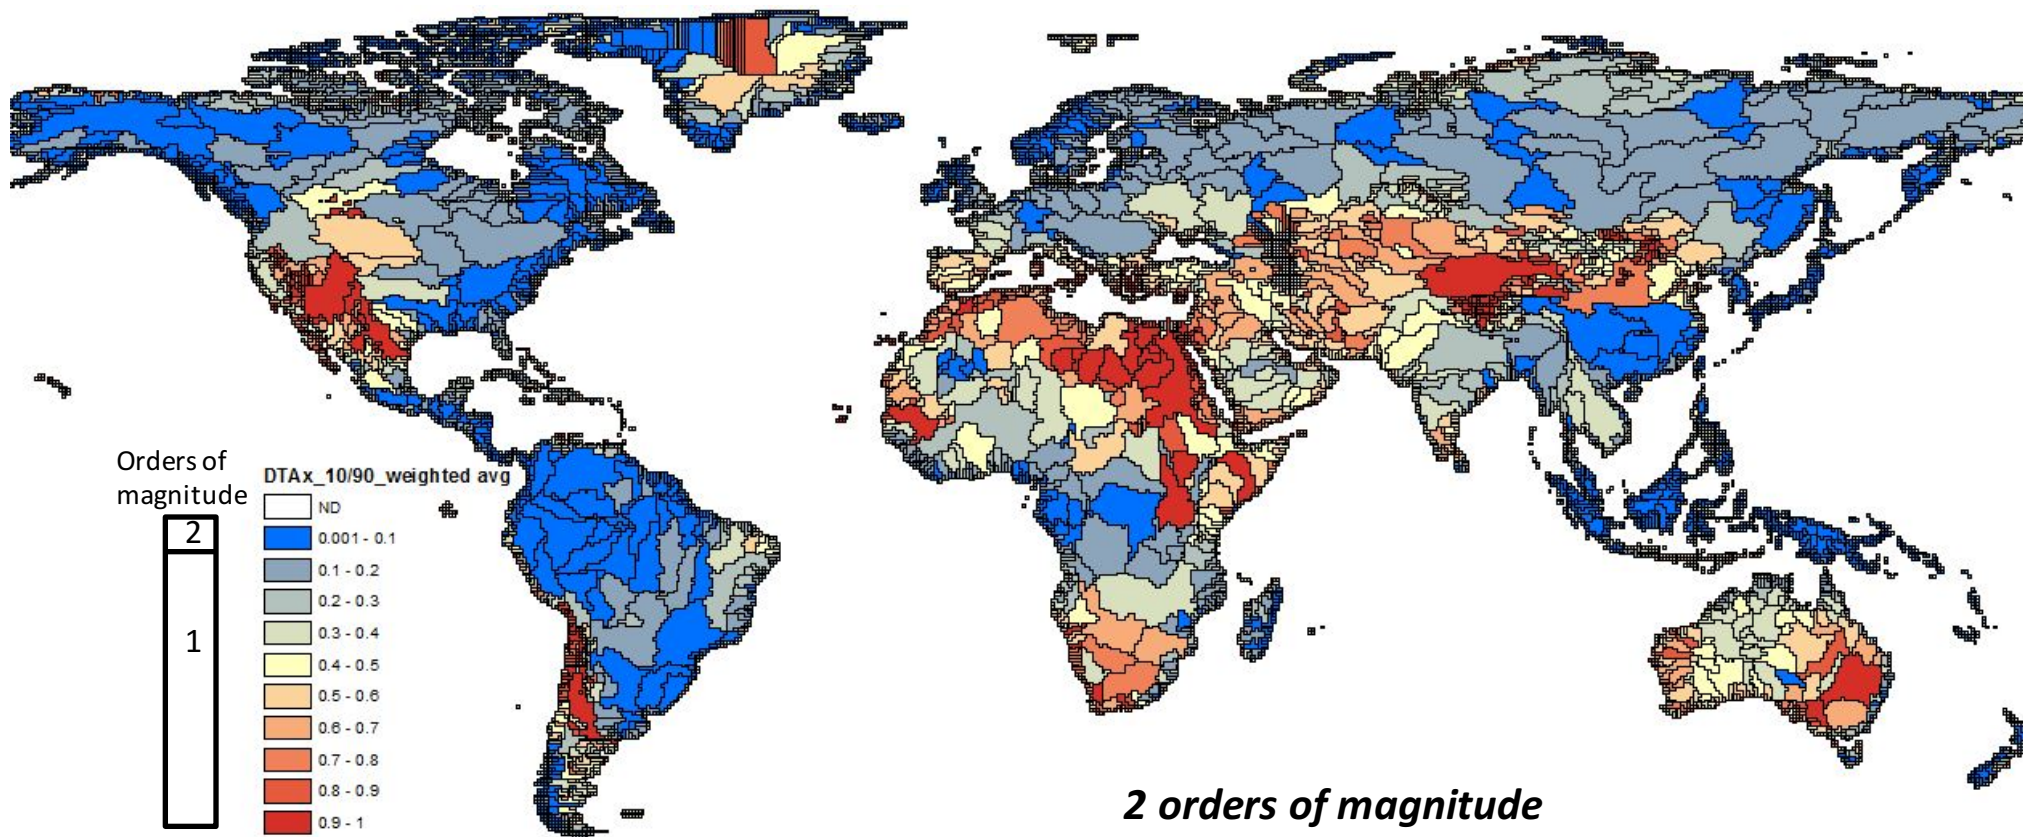 Orders of
magnitude
2
1
DTAx_10/90_weighted avg
ND
0.001 - 0.1
0.1 - 0.2
0.2 - 0.3
0.3 - 0.4
0.4 - 0.5
0.5 - 0.6
0.6 - 0.7
0.7 - 0.8
0.8 - 0.9
0.9 - 1
2 orders of magnitude